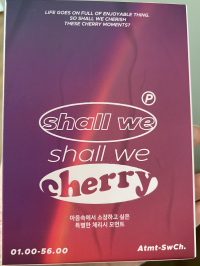 LIFE GOES ON FULL OF ENJOYABLE THING.
SO SHALL WE CHERISH
THESE CHERRY MOMENTS?
P
shall we
shall we
cherry
마음속에서 소장하고 싶은
특별한 체리시 모먼트
01.00-56.00 Atmt-SwCh.